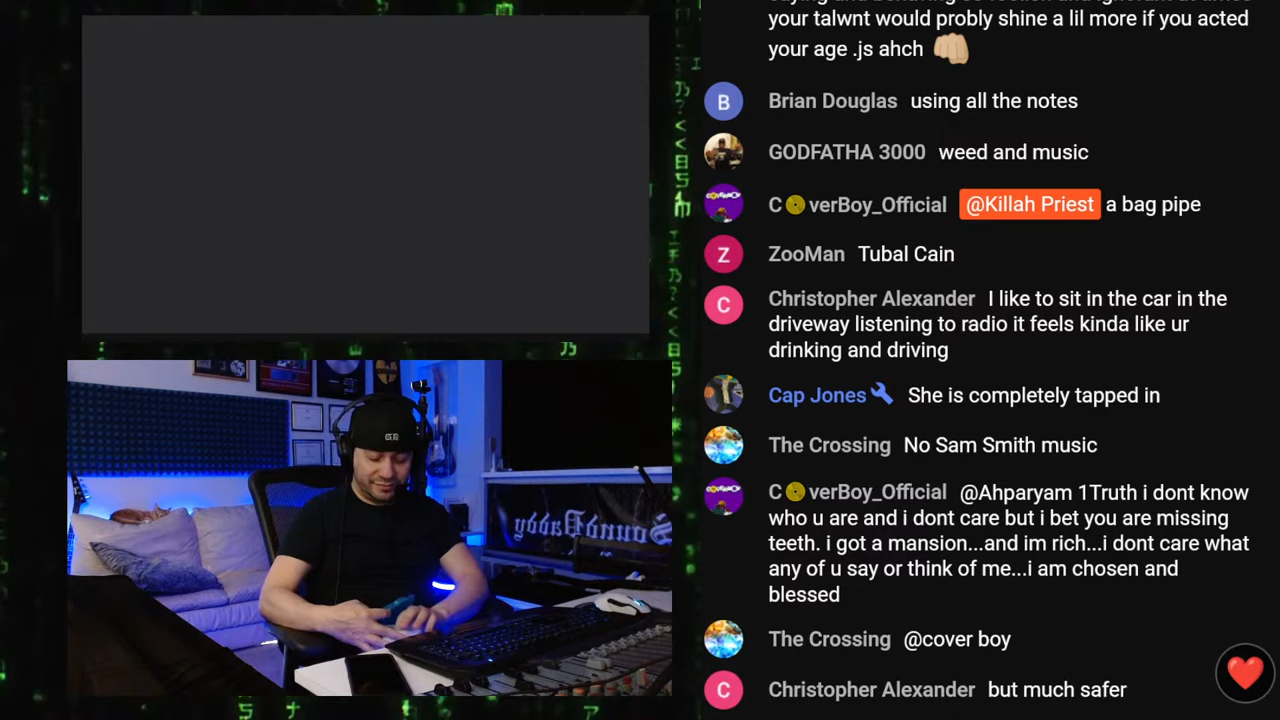 your talwnt would probly shine a lil more if you acted
your age .js ahch
B
Brian Douglas using all the notes
GODFATHA 3000 weed and music
C verBoy_Official @Killah Priest a bag pipe
Z
ZooMan Tubal Cain
C
Christopher Alexander I like to sit in the car in the
driveway listening to radio it feels kinda like ur
drinking and driving
Cap Jones She is completely tapped in
The Crossing No Sam Smith music
C verBoy_Official @Ahparyam 1Truth i dont know
who u are and i dont care but i bet you are missing
teeth. i got a mansion...and im rich...i dont care what
any of u say or think of me...i am chosen and
blessed
The Crossing @cover boy
C
Christopher Alexander but much safer
SoundDaddy